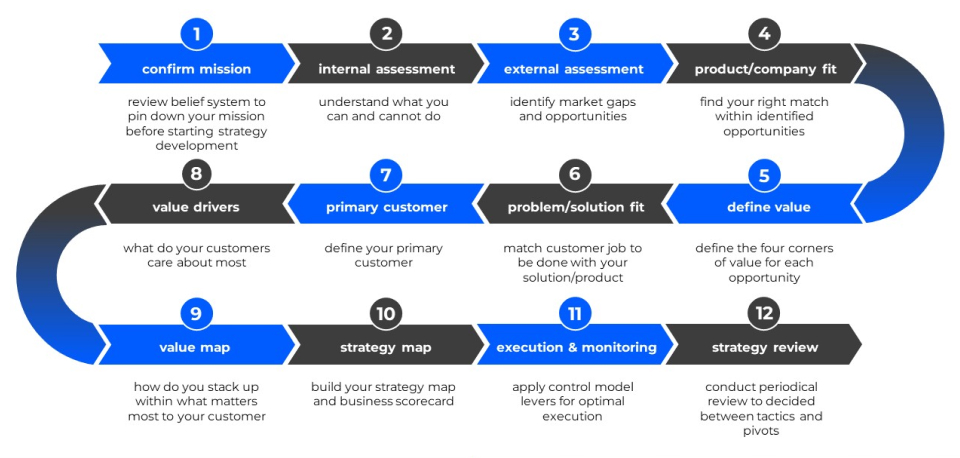 1
confirm mission
review belief system to
pin down your mission
before starting strategy
development
2
internal assessment
understand what you
can and cannot do
3
external assessment
identify market gaps
and opportunities
4
product/company fit
find your right match
within identified
opportunities
5
define value
define the four corners
of value for each
opportunity
6
problem/solution fit
match customer job to
be done with your
solution/product
7
primary customer
define your primary
customer
8
value drivers
what do your customers
care about most
9
value map
how do you stack up
within what matters
most to your customer
10
strategy map
build your strategy map
and business scorecard
11
execution & monitoring
apply control model
levers for optimal
execution
12
strategy review
conduct periodical
review to decided
between tactics and
pivots